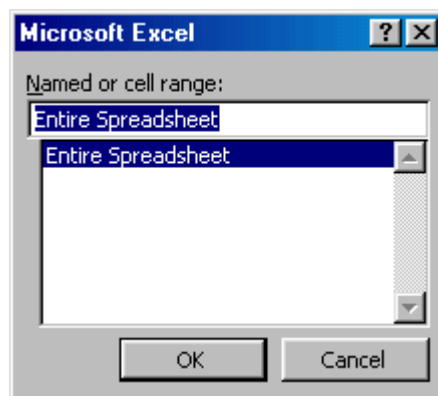 Microsoft Excel
Named or cell range:
Entire Spreadsheet
Entire Spreadsheet
OK Cancel